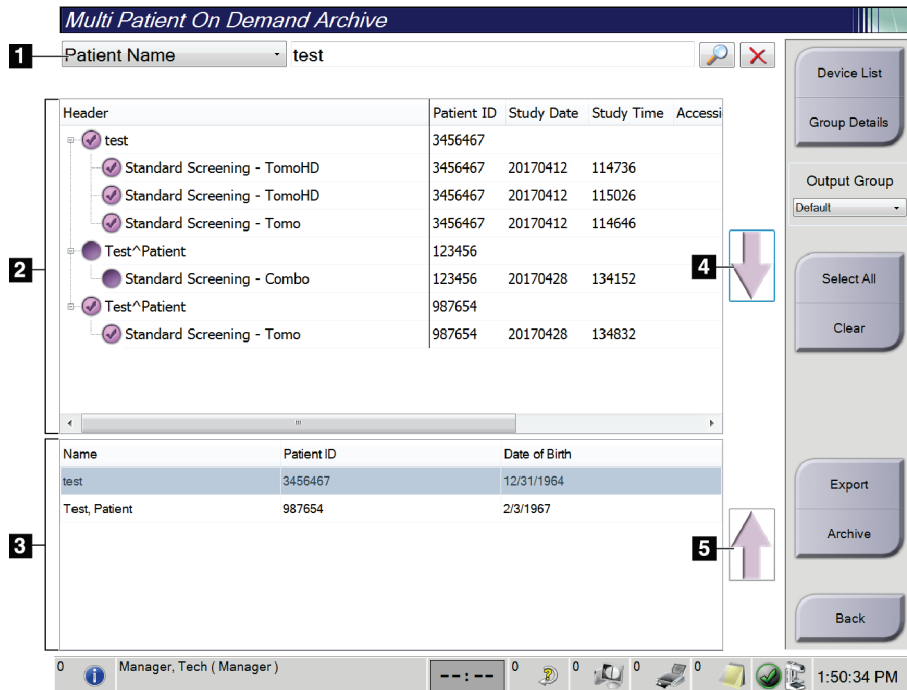 Multi Patient On Demand Archive
1 Patient Name test
Device List
Group Details
Output Group
Default
Select All
Clear
Export
Archive
Back
2
Header Patient ID Study Date Study Time Accessi
test 3456467
Standard Screening - TomoHD 3456467 20170412 114736
Standard Screening - TomoHD 3456467 20170412 115026
Standard Screening - Tomo 3456467 20170412 114646
Test^Patient 123456
Standard Screening - Combo 123456 20170428 134152
Test^Patient 987654
Standard Screening - Tomo 987654 20170428 134832
4
3
Name Patient ID Date of Birth
test 3456467 12/31/1964
Test, Patient 987654 2/3/1967
5
0 Manager, Tech ( Manager ) --:-- 0 0 0 0 1:50:34 PM